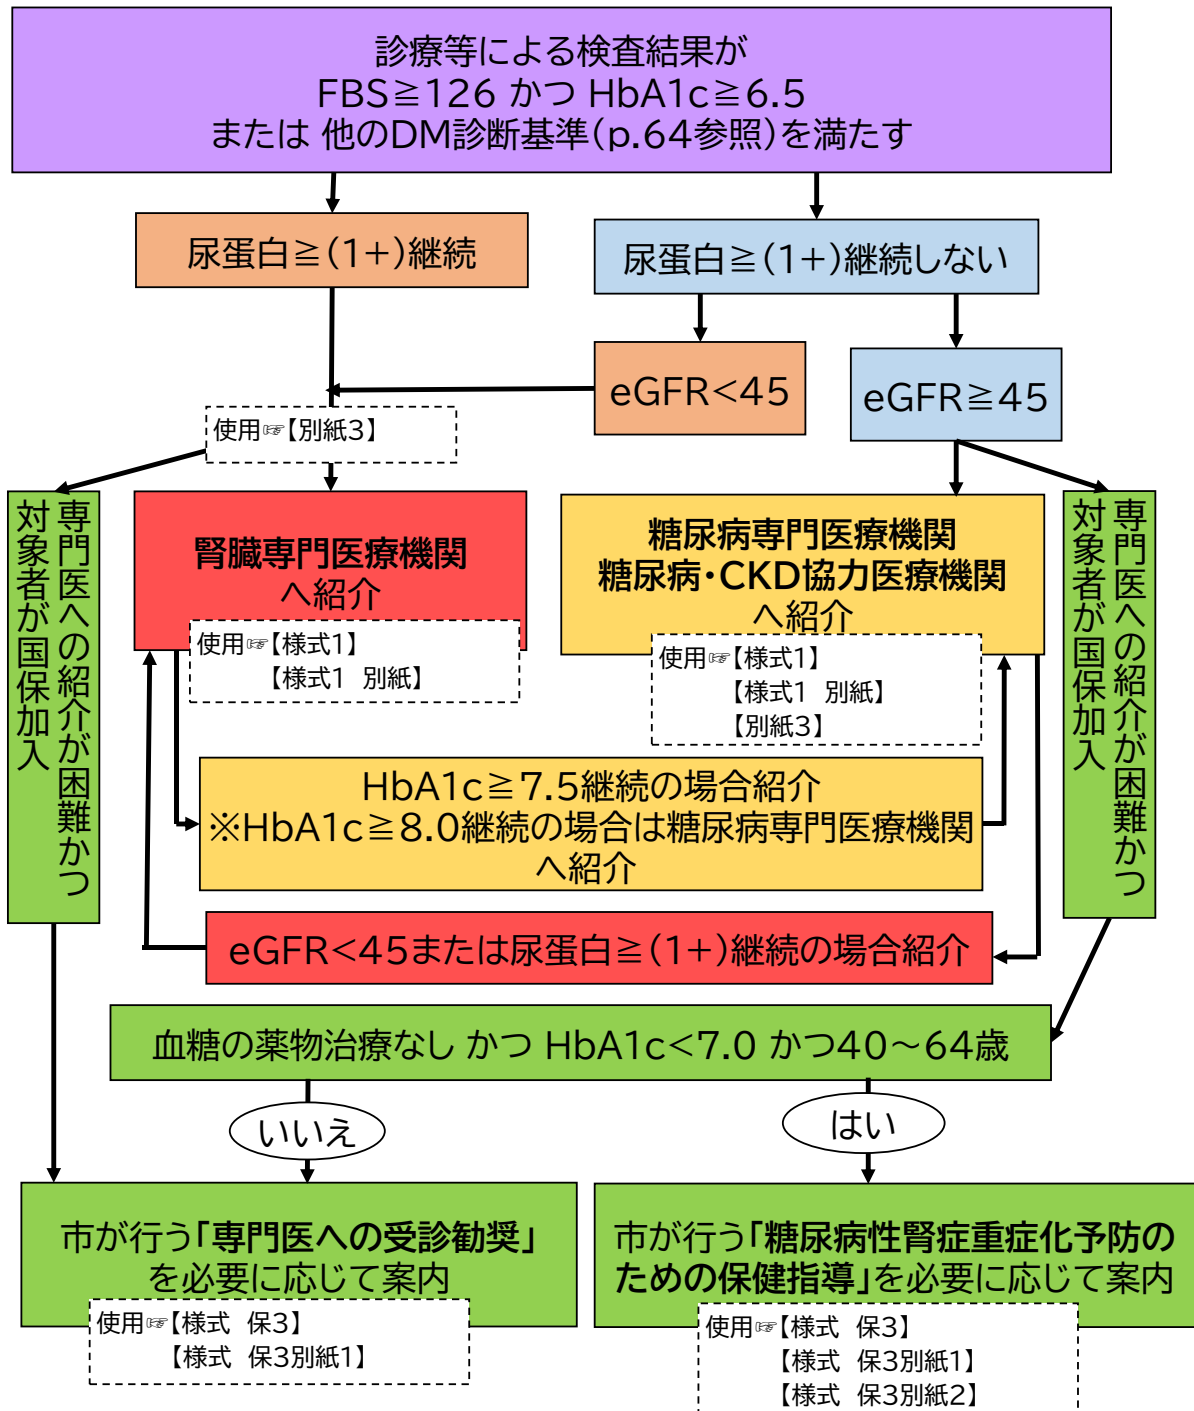 診療等による検査結果が
FBS≧126 かつ HbA1c≧6.5
または 他のDM診断基準(p.64参照)を満たす
尿蛋白≧(1+)継続
尿蛋白≧(1+)継続しない
eGFR<45
eGFR≧45
使用☞【別紙3】
専門医への紹介が困難かつ
対象者が国保加入
腎臓専門医療機関
へ紹介
使用☞【様式1】
【様式1 別紙】
糖尿病専門医療機関
糖尿病・CKD協力医療機関
へ紹介
使用☞【様式1】
【様式1 別紙】
【別紙3】
専門医への紹介が困難かつ
対象者が国保加入
HbA1c≧7.5継続の場合紹介
※HbA1c≧8.0継続の場合は糖尿病専門医療機関
へ紹介
eGFR<45または尿蛋白≧(1+)継続の場合紹介
血糖の薬物治療なし かつ HbA1c<7.0 かつ40～64歳
いいえ
はい
市が行う「専門医への受診勧奨」
を必要に応じて案内
使用☞【様式 保3】
【様式 保3別紙1】
市が行う「糖尿病性腎症重症化予防の
ための保健指導」を必要に応じて案内
使用☞【様式 保3】
【様式 保3別紙1】
【様式 保3別紙2】